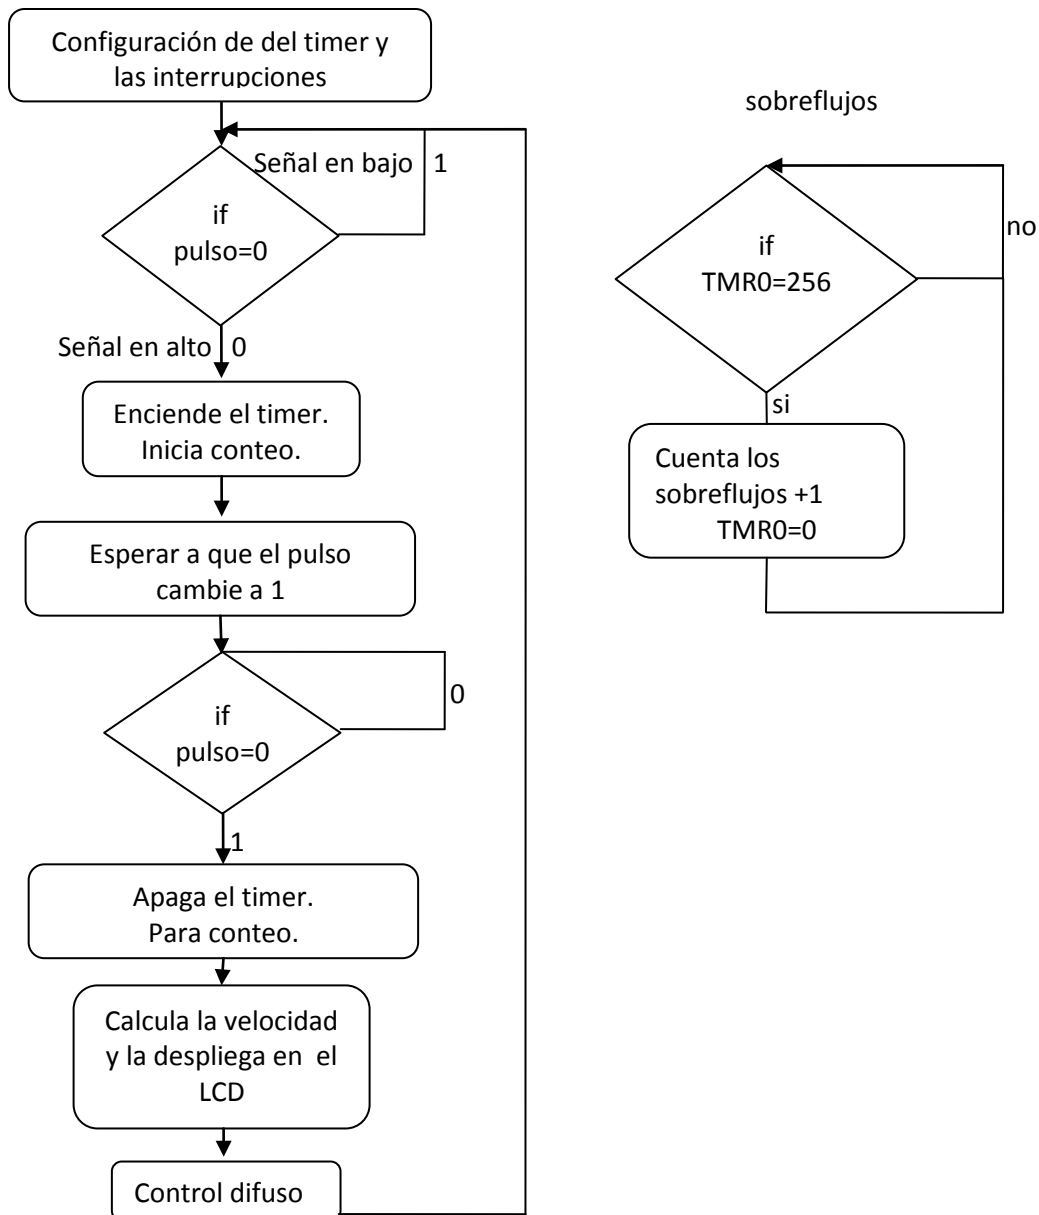 Configuración de del timer y
las interrupciones
Señal en bajo 1
if
pulso=0
Señal en alto 0
Enciende el timer.
Inicia conteo.
Esperar a que el pulso
cambie a 1
0
if
pulso=0
1
Apaga el timer.
Para conteo.
Calcula la velocidad
y la despliega en el
LCD
Control difuso
sobreflujos
no
if
TMR0=256
si
Cuenta los
sobreflujos +1
TMR0=0